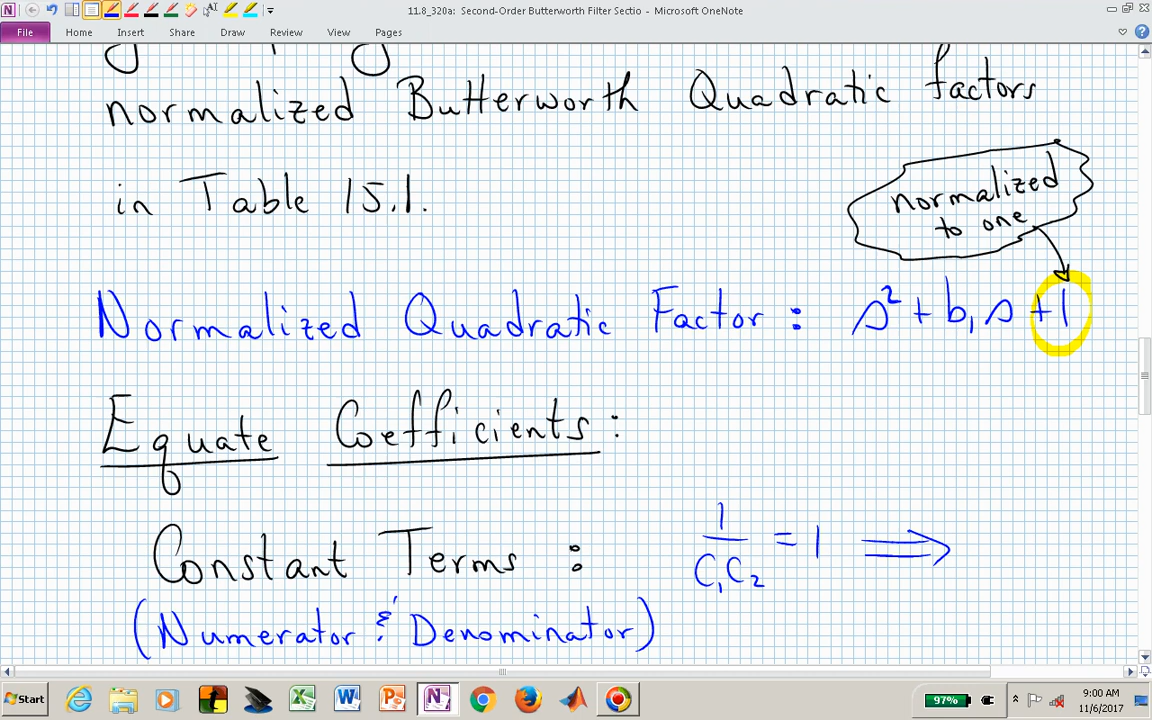 11.8_320a: Second-Order Butterworth Filter Sectio - Microsoft OneNote
File Home Insert Share Draw Review View Pages
normalized Butterworth Quadratic factors
in Table 15.1.
normalized
to one
Normalized Quadratic Factor : s² + b₁s + 1
Equate Coefficients :
Constant Terms : 1/(C₁C₂) = 1 ⟹
(Numerator & Denominator)
Start
97%
9:00 AM
11/6/2017